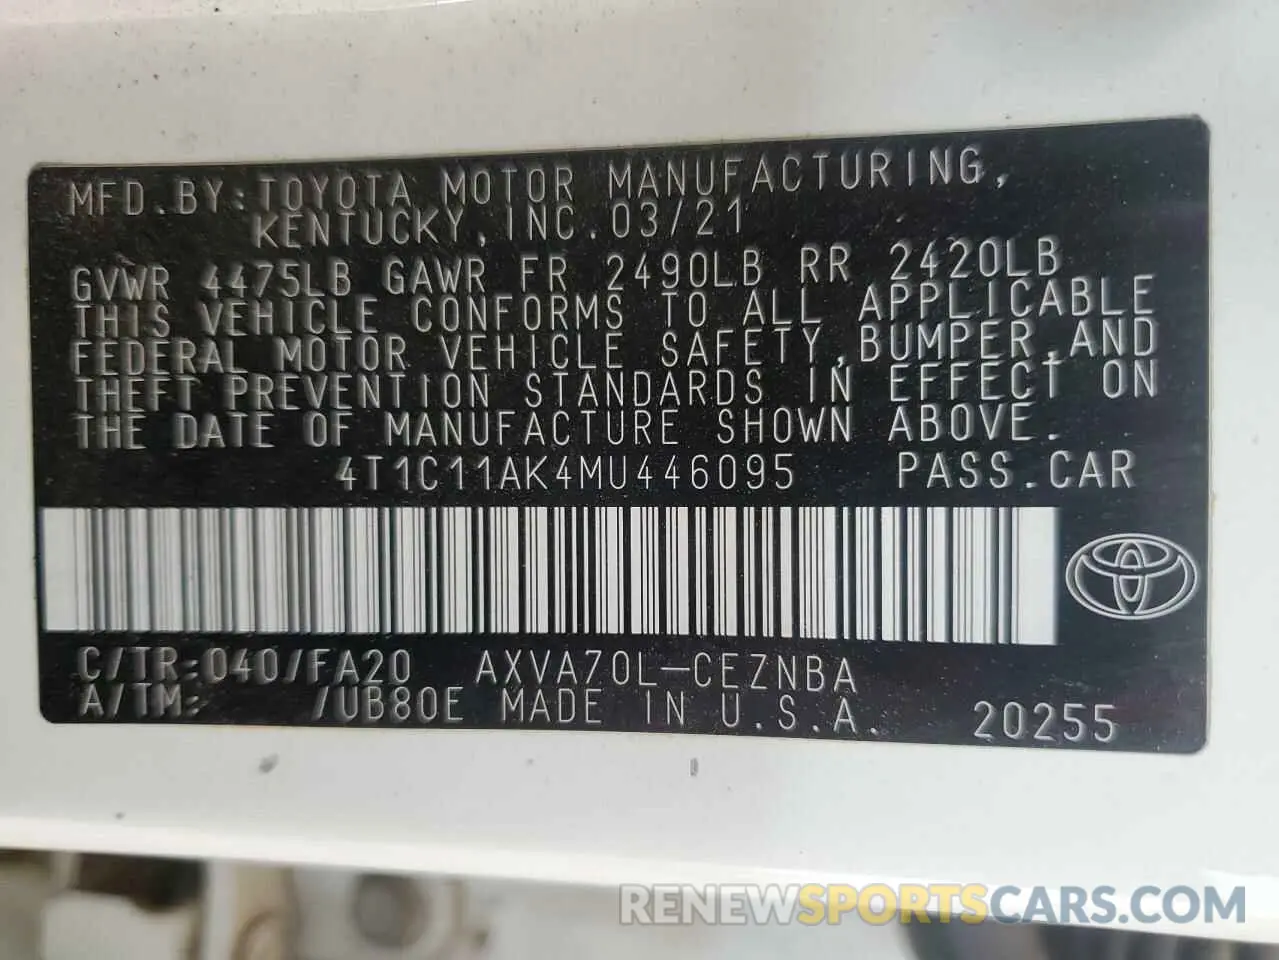 MFD.BY:TOYOTA MOTOR MANUFACTURING,
KENTUCKY,INC.03/21
GVWR 4475LB GAWR FR 2490LB RR 2420LB
THIS VEHICLE CONFORMS TO ALL APPLICABLE
FEDERAL MOTOR VEHICLE SAFETY,BUMPER,AND
THEFT PREVENTION STANDARDS IN EFFECT ON
THE DATE OF MANUFACTURE SHOWN ABOVE.
4T1C11AK4MU446095 PASS.CAR
C/TR:040/FA20 AXVA70L-CEZNBA
A/TM: /UB80E MADE IN U.S.A. 20255
RENEWSPORTSCARS.COM